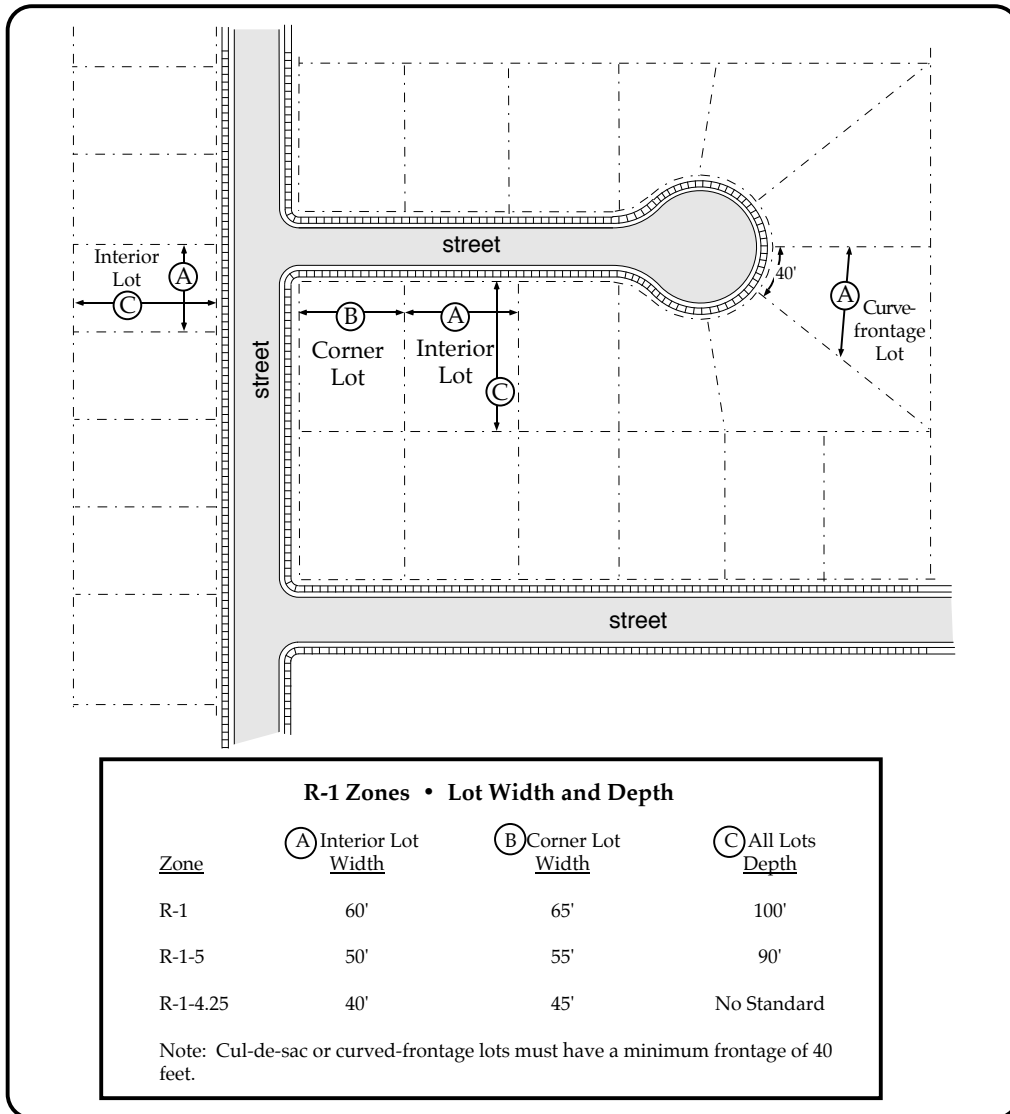 street
Interior
Lot
A
C
40'
A
Curve-
frontage
Lot
B
A
Corner
Lot
Interior
Lot
C
street
street
R-1 Zones • Lot Width and Depth
Zone
A Interior Lot
Width
B Corner Lot
Width
C All Lots
Depth
R-1 60' 65' 100'
R-1-5 50' 55' 90'
R-1-4.25 40' 45' No Standard
Note: Cul-de-sac or curved-frontage lots must have a minimum frontage of 40
feet.